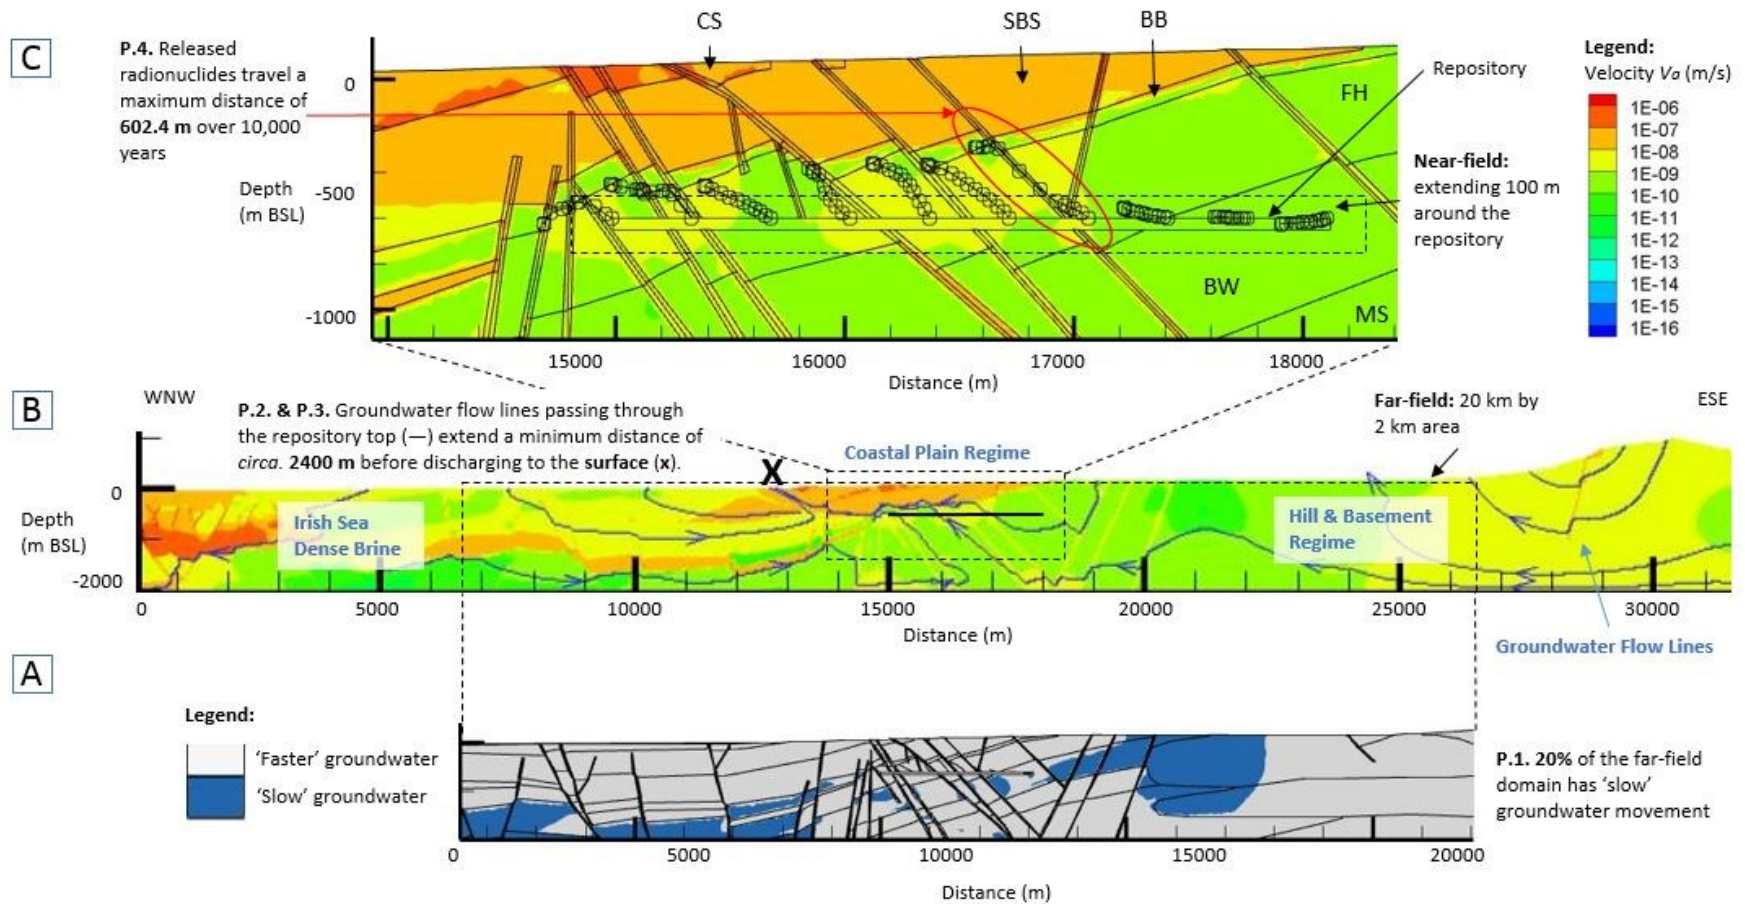 C
P.4. Released
radionuclides travel a
maximum distance of
602.4 m over 10,000
years
CS
SBS
BB
Repository
FH
BW
MS
Near-field:
extending 100 m
around the
repository
Legend:
Velocity Va (m/s)
1E-06
1E-07
1E-08
1E-09
1E-10
1E-11
1E-12
1E-13
1E-14
1E-15
1E-16
Depth
(m BSL)
0
-500
-1000
15000
16000
17000
18000
Distance (m)
B
WNW
P.2. & P.3. Groundwater flow lines passing through
the repository top (—) extend a minimum distance of
circa. 2400 m before discharging to the surface (x).
X
Coastal Plain Regime
Far-field: 20 km by
2 km area
ESE
Depth
(m BSL)
0
-2000
Irish Sea
Dense Brine
Hill & Basement
Regime
0
5000
10000
15000
20000
25000
30000
Distance (m)
Groundwater Flow Lines
A
Legend:
‘Faster’ groundwater
‘Slow’ groundwater
P.1. 20% of the far-field
domain has ‘slow’
groundwater movement
0
5000
10000
15000
20000
Distance (m)